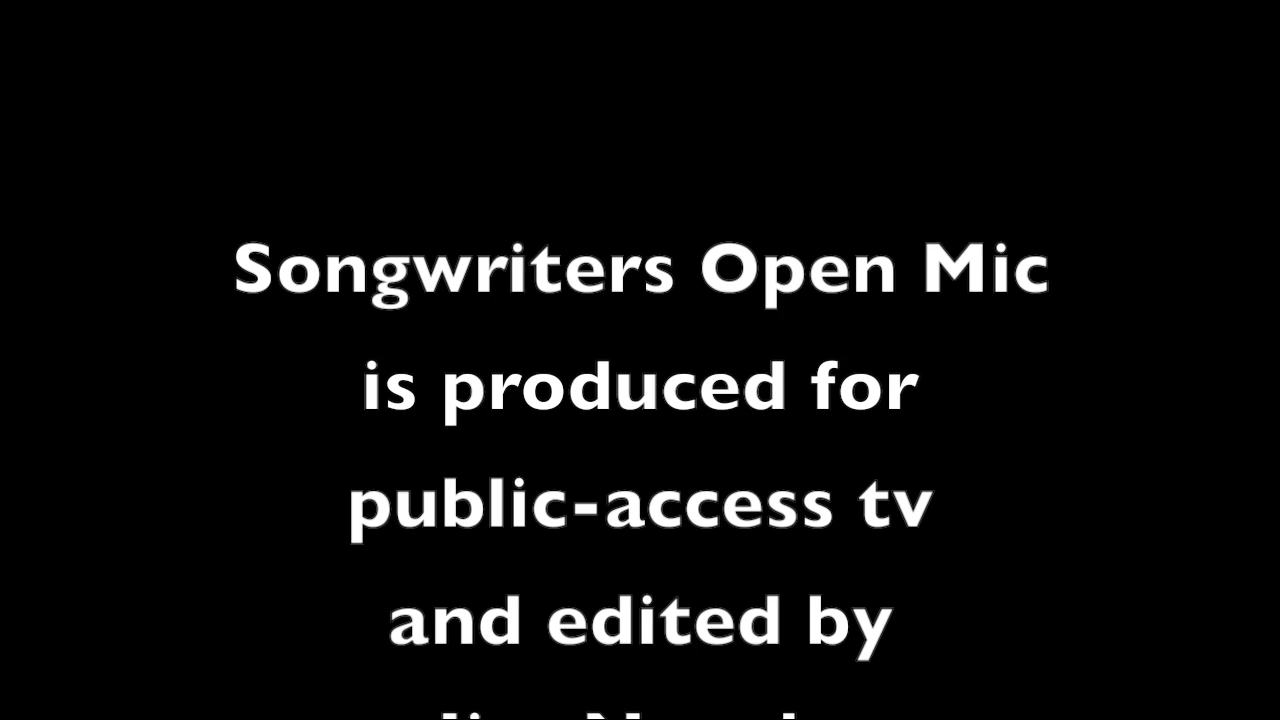 Songwriters Open Mic
is produced for
public-access tv
and edited by